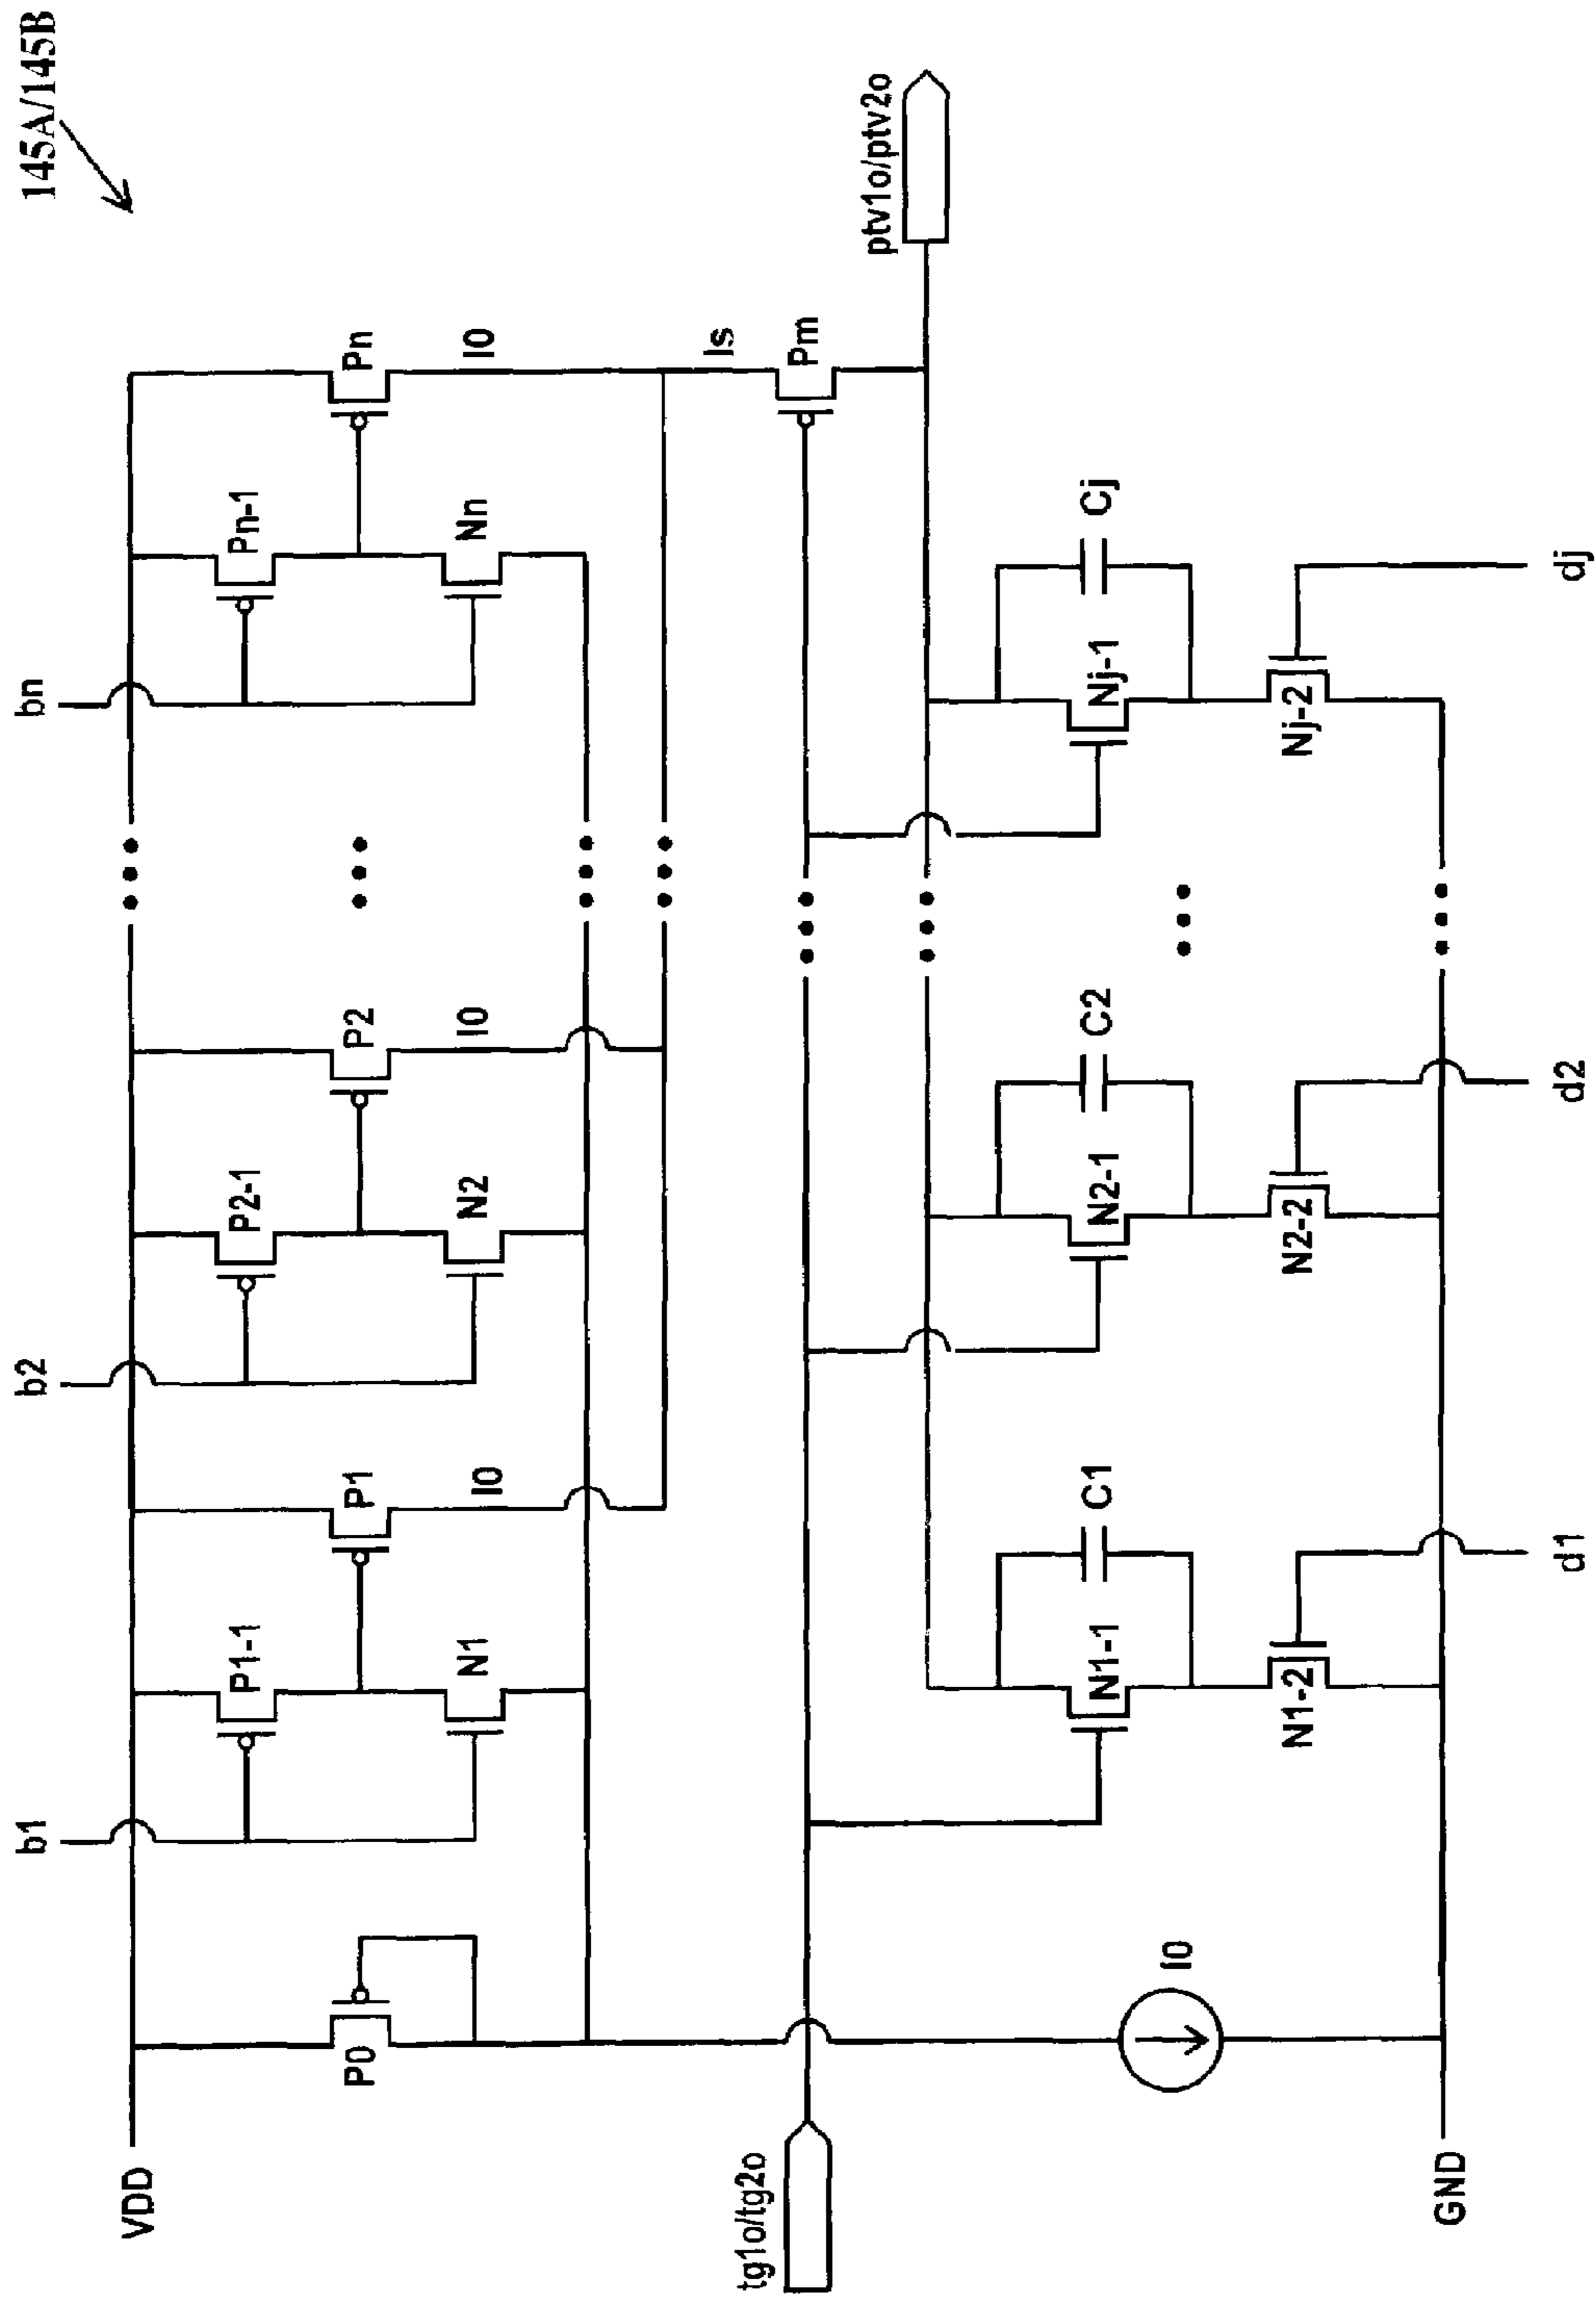 145A/145B
b1
b2
bn
VDD
P0
P1-1
P1
N1
I0
P2-1
P2
N2
I0
Pn-1
Pn
Nn
I0
Is
Pm
tg1o/tg2o
ptv1o/ptv2o
I0
N1-1
C1
N1-2
N2-1
C2
N2-2
Nj-1
Cj
Nj-2
GND
d1
d2
dj